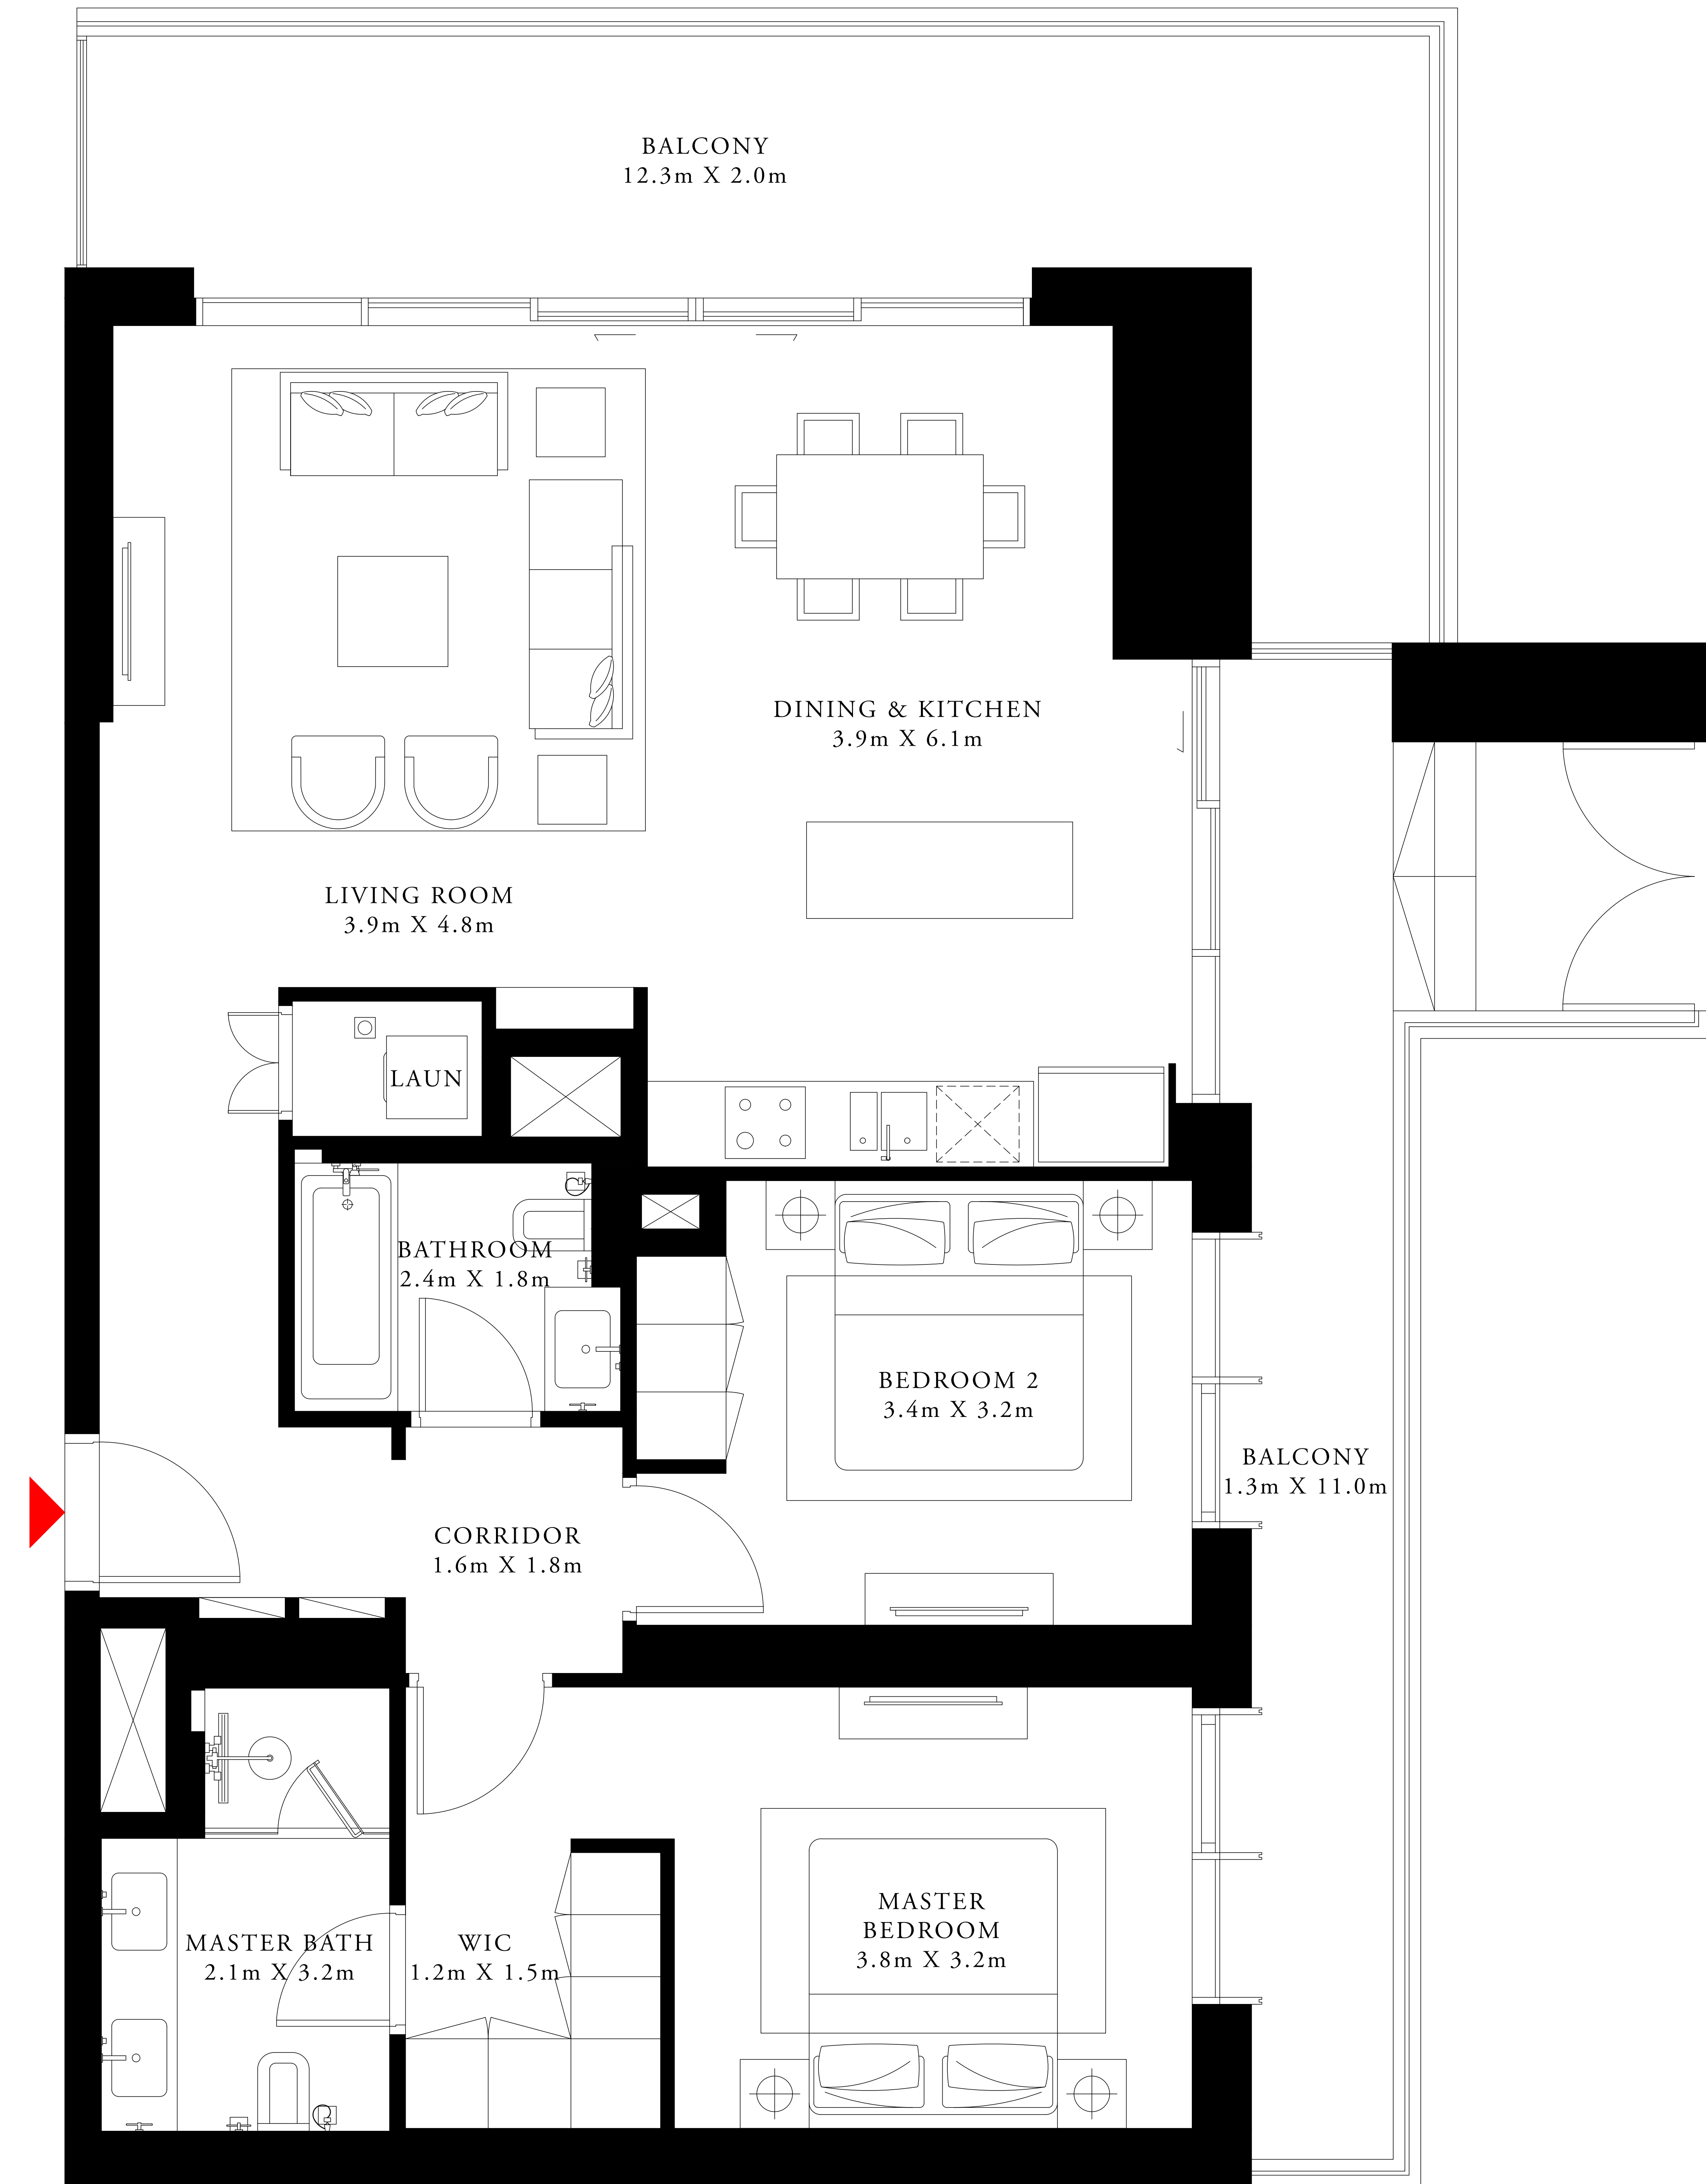 BALCONY
12.3m X 2.0m
DINING & KITCHEN
3.9m X 6.1m
LIVING ROOM
3.9m X 4.8m
LAUN
BATHROOM
2.4m X 1.8m
BEDROOM 2
3.4m X 3.2m
BALCONY
1.3m X 11.0m
CORRIDOR
1.6m X 1.8m
MASTER
BEDROOM
3.8m X 3.2m
MASTER BATH
2.1m X 3.2m
WIC
1.2m X 1.5m